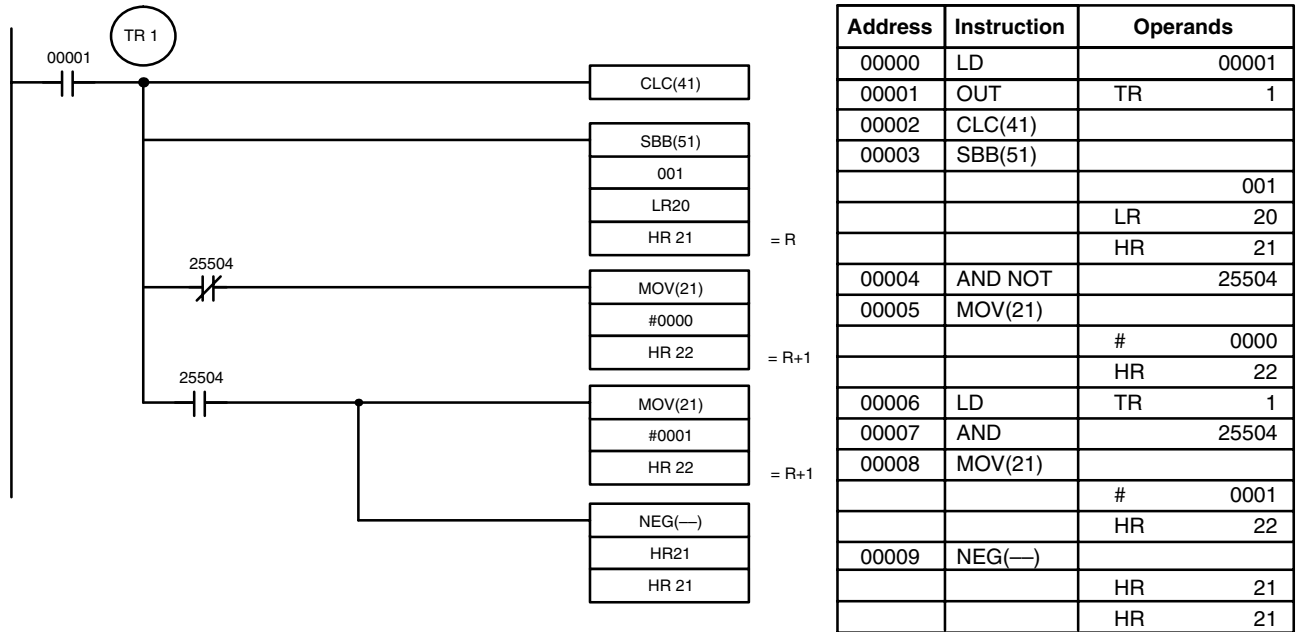 TR 1
00001
CLC(41)
SBB(51)
001
LR20
HR 21 = R
25504
MOV(21)
#0000
HR 22 = R+1
25504
MOV(21)
#0001
HR 22 = R+1
NEG(––)
HR21
HR 21
Address Instruction Operands
00000 LD 00001
00001 OUT TR 1
00002 CLC(41)
00003 SBB(51)
001
LR 20
HR 21
00004 AND NOT 25504
00005 MOV(21)
# 0000
HR 22
00006 LD TR 1
00007 AND 25504
00008 MOV(21)
# 0001
HR 22
00009 NEG(––)
HR 21
HR 21